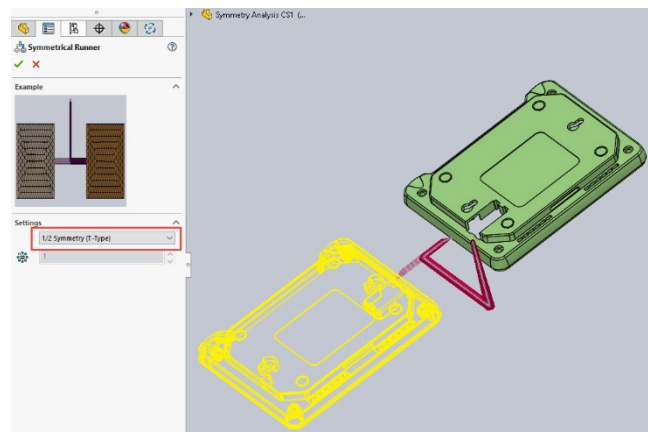 Symmetry Analysis CS1 (...
Symmetrical Runner
Example
Settings
1/2 Symmetry (T-Type)
1